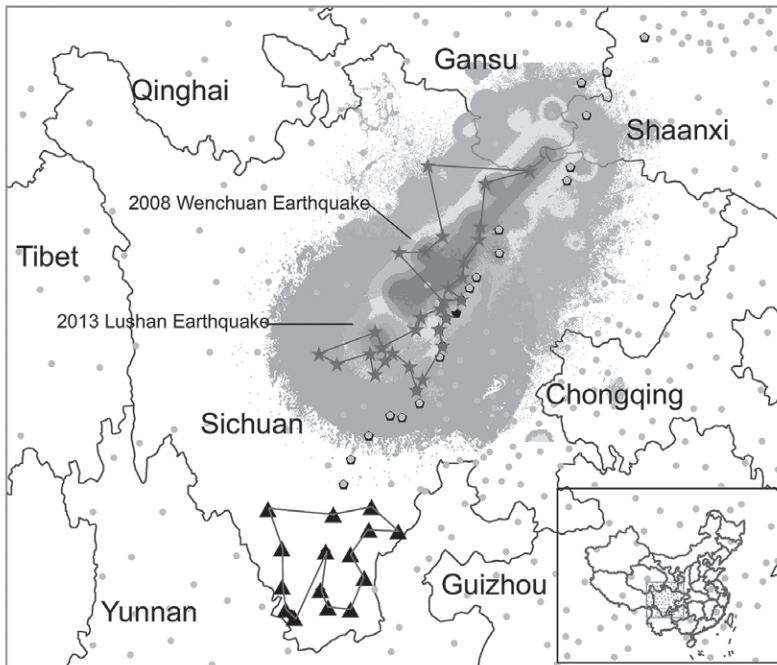 Gansu
Qinghai
Shaanxi
2008 Wenchuan Earthquake
Tibet
2013 Lushan Earthquake
Chongqing
Sichuan
Guizhou
Yunnan